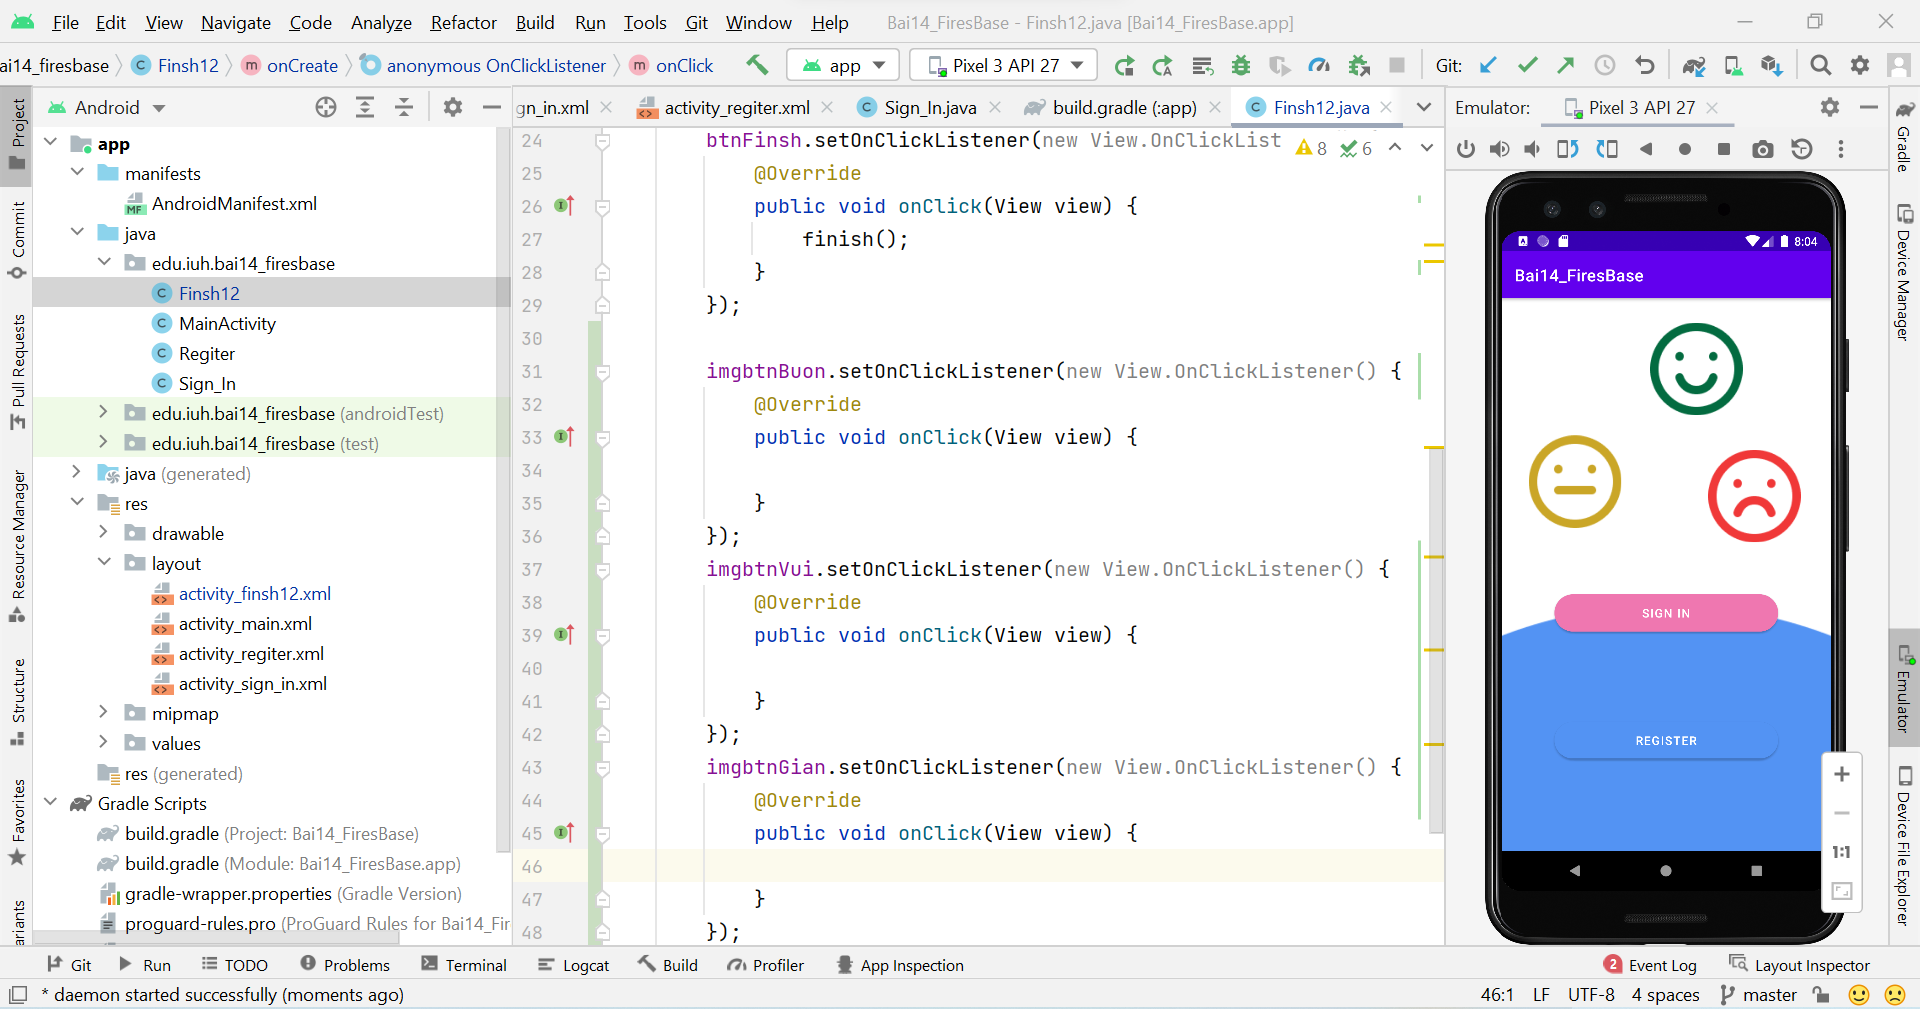 File Edit View Navigate Code Analyze Refactor Build Run Tools Git Window Help Bai14_FiresBase - Finsh12.java [Bai14_FiresBase.app]
ai14_firesbase Finsh12 onCreate anonymous OnClickListener onClick app Pixel 3 API 27 Git:
Android
gn_in.xml activity_regiter.xml Sign_In.java build.gradle (:app) Finsh12.java
Emulator: Pixel 3 API 27
Project
Commit
Pull Requests
Resource Manager
Structure
Favorites
ariants
app
manifests
AndroidManifest.xml
java
edu.iuh.bai14_firesbase
Finsh12
MainActivity
Regiter
Sign_In
edu.iuh.bai14_firesbase (androidTest)
edu.iuh.bai14_firesbase (test)
java (generated)
res
drawable
layout
activity_finsh12.xml
activity_main.xml
activity_regiter.xml
activity_sign_in.xml
mipmap
values
res (generated)
Gradle Scripts
build.gradle (Project: Bai14_FiresBase)
build.gradle (Module: Bai14_FiresBase.app)
gradle-wrapper.properties (Gradle Version)
proguard-rules.pro (ProGuard Rules for Bai14_Fir
24 btnFinsh.setOnClickListener(new View.OnClickList
8 6
25 @Override
26 public void onClick(View view) {
27 finish();
28 }
29 });
30
31 imgbtnBuon.setOnClickListener(new View.OnClickListener() {
32 @Override
33 public void onClick(View view) {
34
35 }
36 });
37 imgbtnVui.setOnClickListener(new View.OnClickListener() {
38 @Override
39 public void onClick(View view) {
40
41 }
42 });
43 imgbtnGian.setOnClickListener(new View.OnClickListener() {
44 @Override
45 public void onClick(View view) {
46
47 }
48 });
8:04
Bai14_FiresBase
SIGN IN
REGISTER
1:1
Gradle
Device Manager
Emulator
Device File Explorer
Git Run TODO Problems Terminal Logcat Build Profiler App Inspection 2 Event Log Layout Inspector
* daemon started successfully (moments ago) 46:1 LF UTF-8 4 spaces master